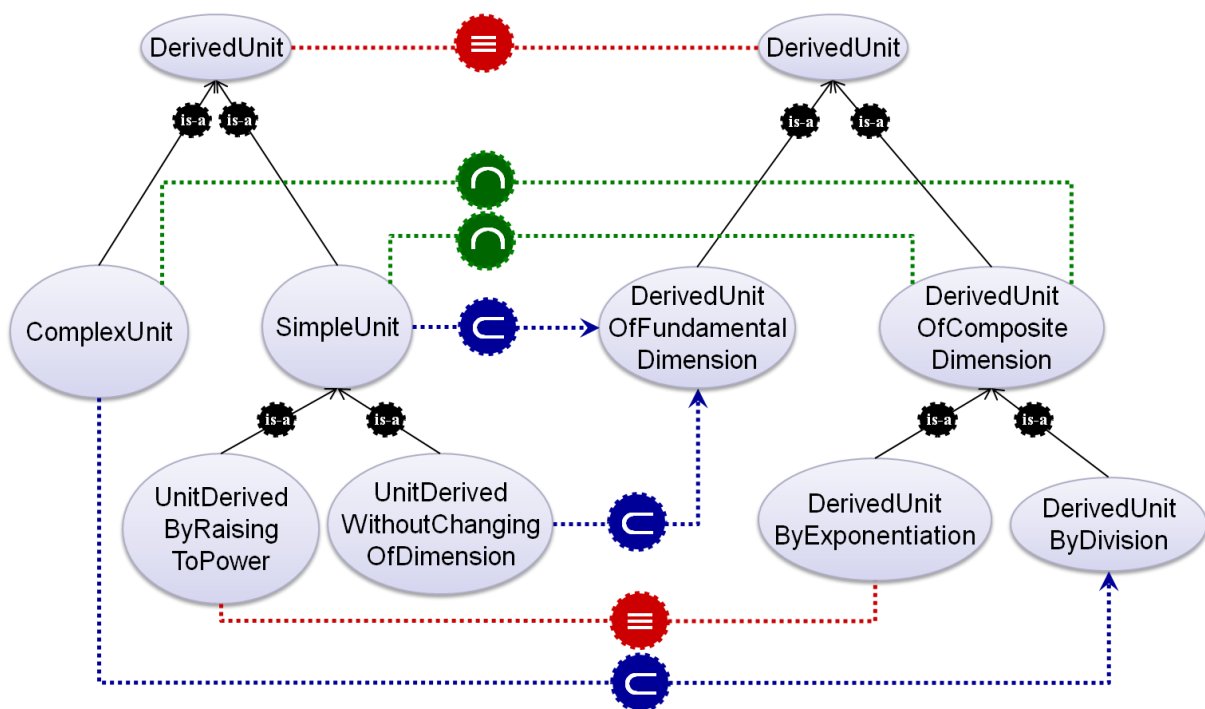 DerivedUnit
DerivedUnit
is-a
is-a
is-a
is-a
ComplexUnit
SimpleUnit
DerivedUnit
OfFundamental
Dimension
DerivedUnit
OfComposite
Dimension
is-a
is-a
is-a
is-a
UnitDerived
ByRaising
ToPower
UnitDerived
WithoutChanging
OfDimension
DerivedUnit
ByExponentiation
DerivedUnit
ByDivision